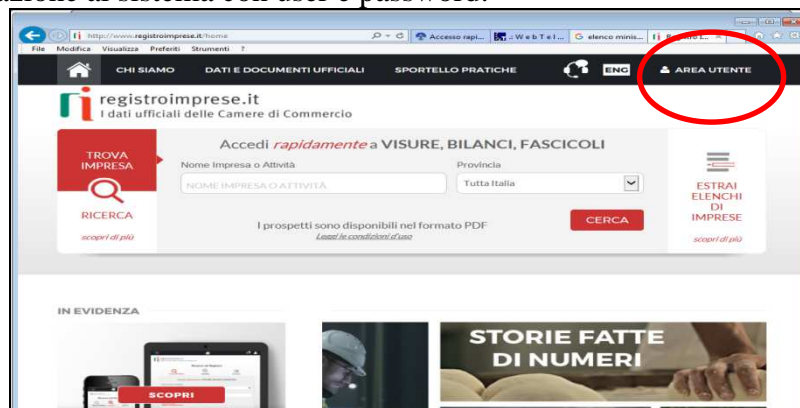 azione al sistema con user e password.
http://www.registroimprese.it/home
Accesso rapi...
:: W e b T e l ...
elenco minis...
File Modifica Visualizza Preferiti Strumenti ?
CHI SIAMO DATI E DOCUMENTI UFFICIALI SPORTELLO PRATICHE ENG AREA UTENTE
registroimprese.it
I dati ufficiali delle Camere di Commercio
TROVA
IMPRESA
RICERCA
scopri di più
Accedi rapidamente a VISURE, BILANCI, FASCICOLI
Nome Impresa o Attività Provincia
NOME IMPRESA O ATTIVITÀ Tutta Italia
I prospetti sono disponibili nel formato PDF
Leggi le condizioni d'uso
CERCA
ESTRAI
ELENCHI
DI
IMPRESE
scopri di più
IN EVIDENZA
SCOPRI
STORIE FATTE
DI NUMERI